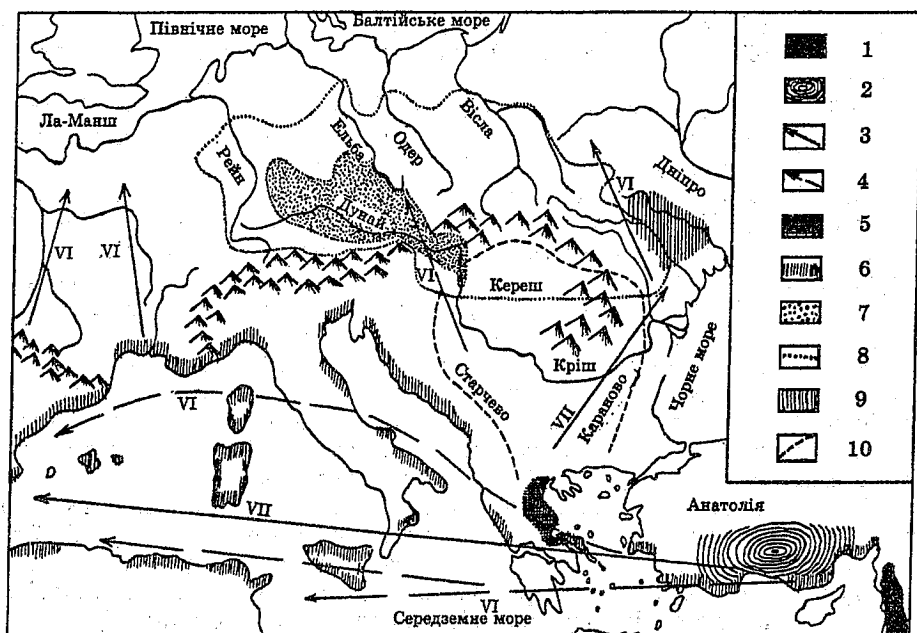 Північне море
Балтійське море
Ла-Манш
Рейн
Ельба
Одер
Вісла
Дніпро
Дунай
VI
VI
VI
VI
Кереш
Кріш
Старчево
VII
Караново
Чорне море
VI
VII
Анатолія
VI
Середземне море
1
2
3
4
5
6
7
8
9
10